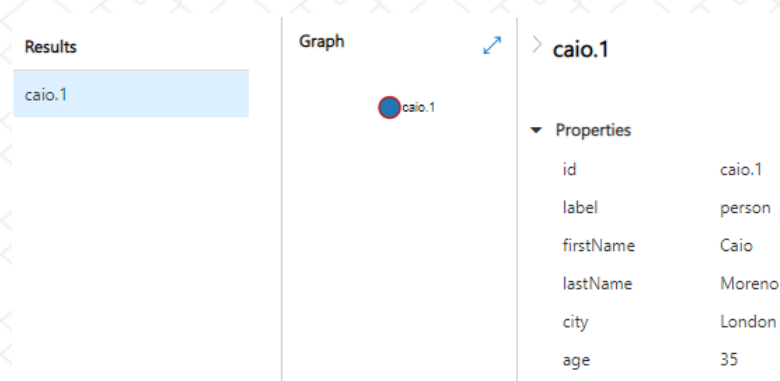 Results
caio.1
Graph
caio.1
caio.1
Properties
id caio.1
label person
firstName Caio
lastName Moreno
city London
age 35